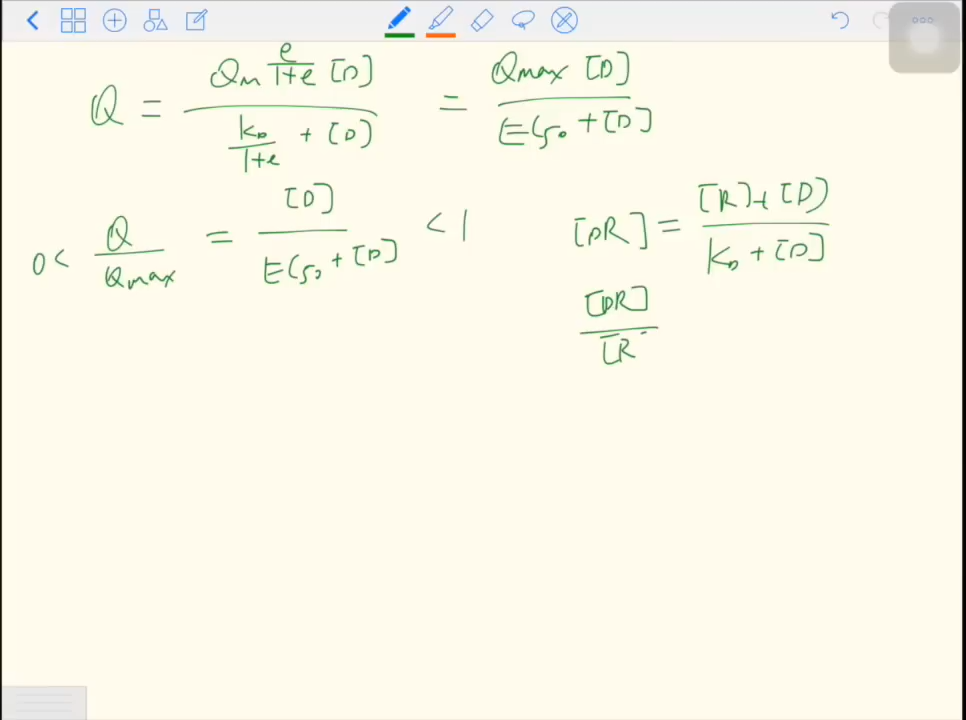 Q = Qm e/1+e [D] / K_D/1+e + [D] = Qmax [D] / EC50 + [D]
0 < Q/Qmax = [D] / EC50 + [D] < 1
[DR] = [R]t [D] / K_D + [D]
[DR] / [R